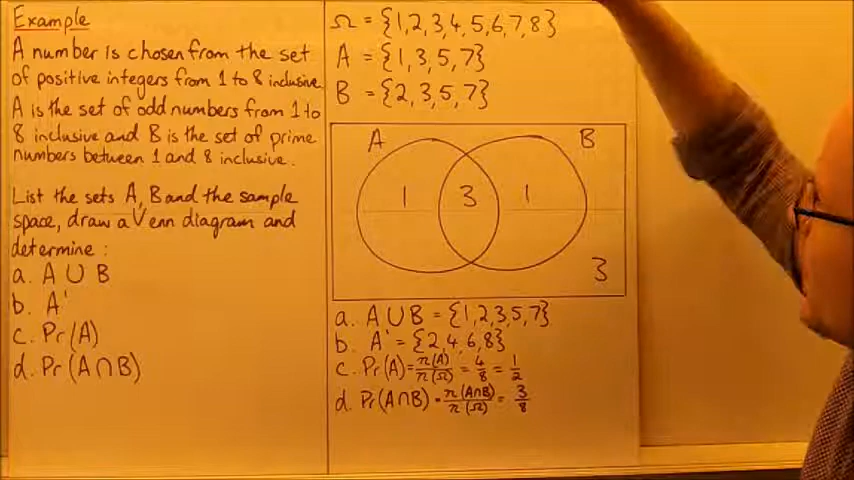 Example
A number is chosen from the set
of positive integers from 1 to 8 inclusive.
A is the set of odd numbers from 1 to
8 inclusive and B is the set of prime
numbers between 1 and 8 inclusive.
List the sets A, B and the sample
space, draw a Venn diagram and
determine :
a. A ∪ B
b. A'
c. Pr(A)
d. Pr(A ∩ B)
Ω = {1,2,3,4,5,6,7,8}
A = {1,3,5,7}
B = {2,3,5,7}
A B
1 3 1
3
a. A ∪ B = {1,2,3,5,7}
b. A' = {2,4,6,8}
c. Pr(A) = n(A)/n(Ω) = 4/8 = 1/2
d. Pr(A∩B) = n(A∩B)/n(Ω) = 3/8